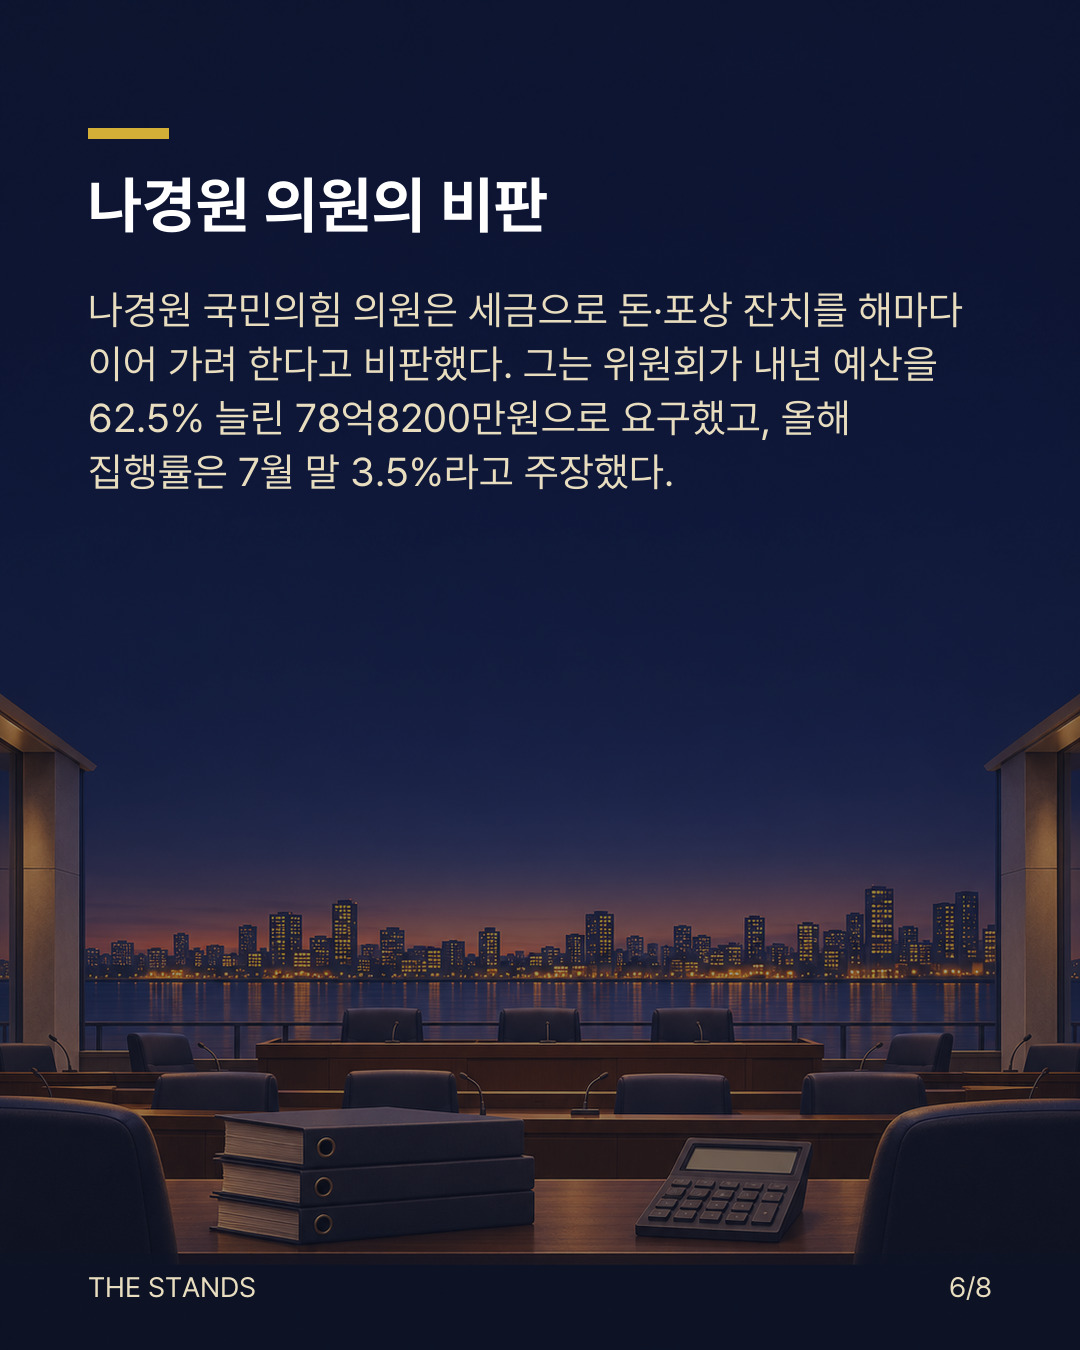 나경원 의원의 비판
나경원 국민의힘 의원은 세금으로 돈·포상 잔치를 해마다
이어 가려 한다고 비판했다. 그는 위원회가 내년 예산을
62.5% 늘린 78억8200만원으로 요구했고, 올해
집행률은 7월 말 3.5%라고 주장했다.
THE STANDS
6/8